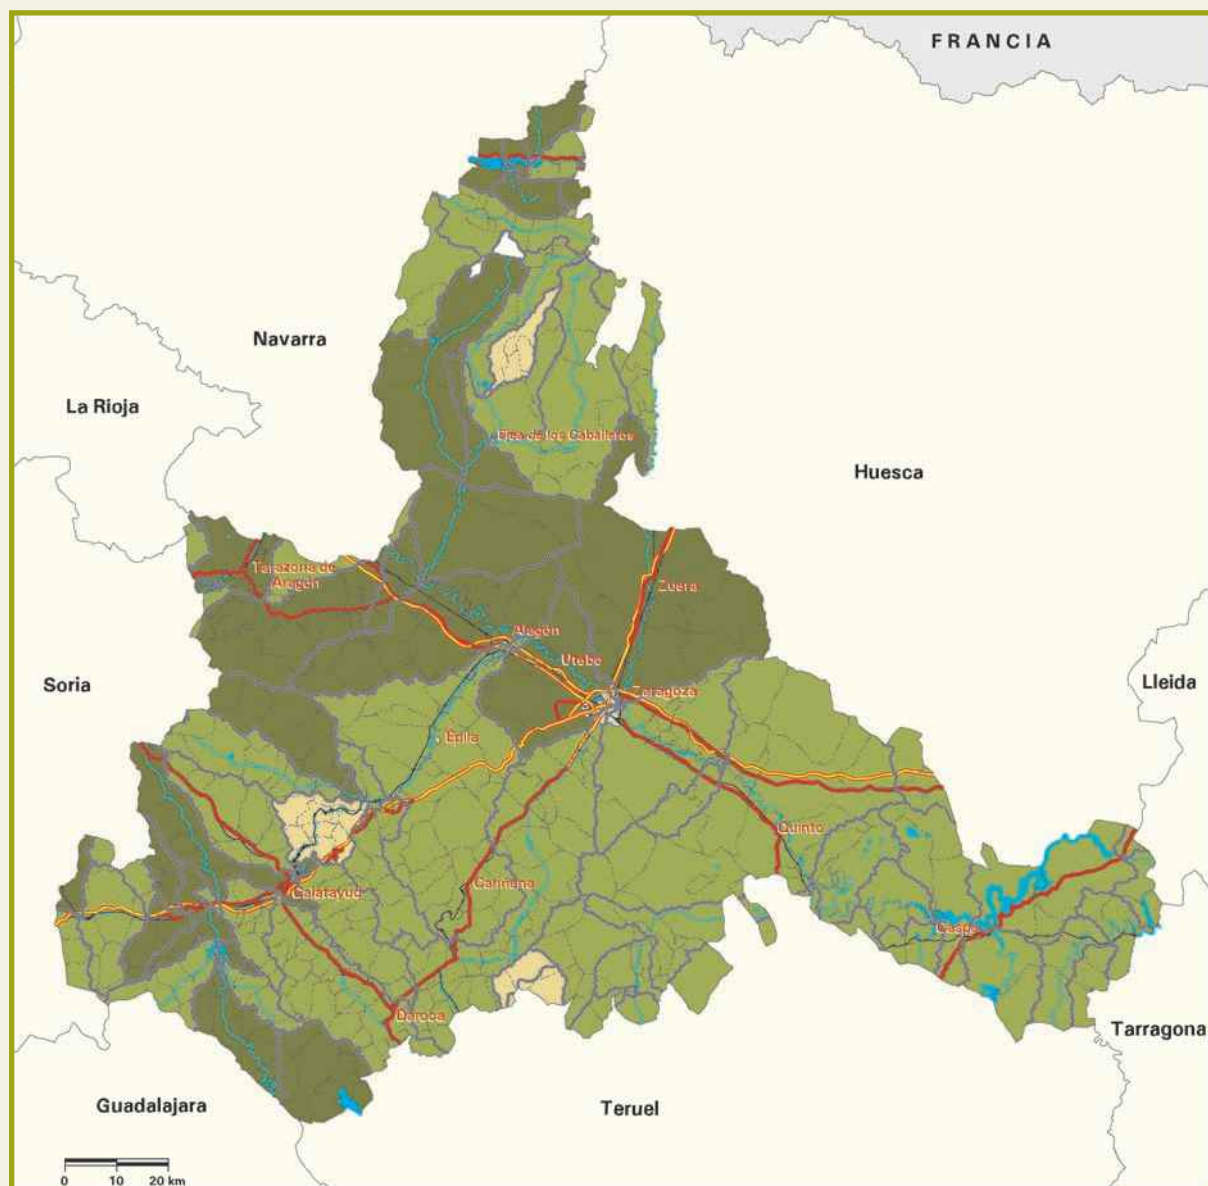 FRANCIA
Navarra
La Rioja
Ejea de los Caballeros
Huesca
Tarazona de
Aragón
Zuera
Alagón
Utebo
Soria
Zaragoza
Lleida
Épila
Quinto
Calatayud
Cariñena
Caspe
Daroca
Tarragona
Guadalajara
Teruel
0 10 20 km